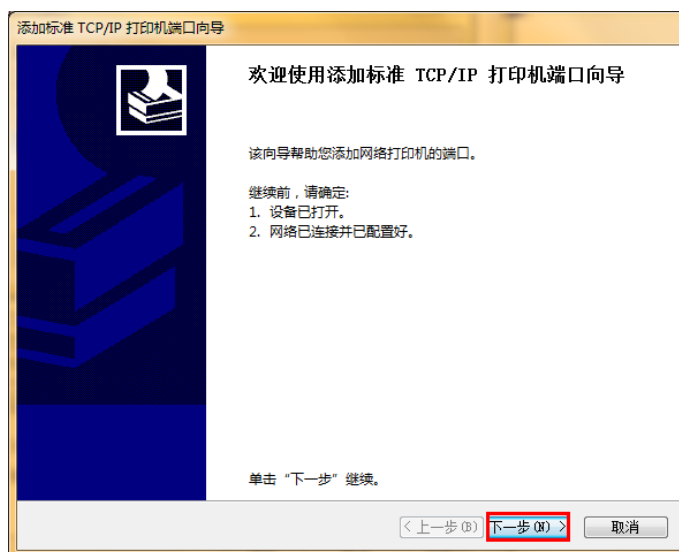 添加标准 TCP/IP 打印机端口向导
欢迎使用添加标准 TCP/IP 打印机端口向导
该向导帮助您添加网络打印机的端口。
继续前，请确定:
1. 设备已打开。
2. 网络已连接并已配置好。
单击“下一步”继续。
< 上一步(B) 下一步(N) > 取消